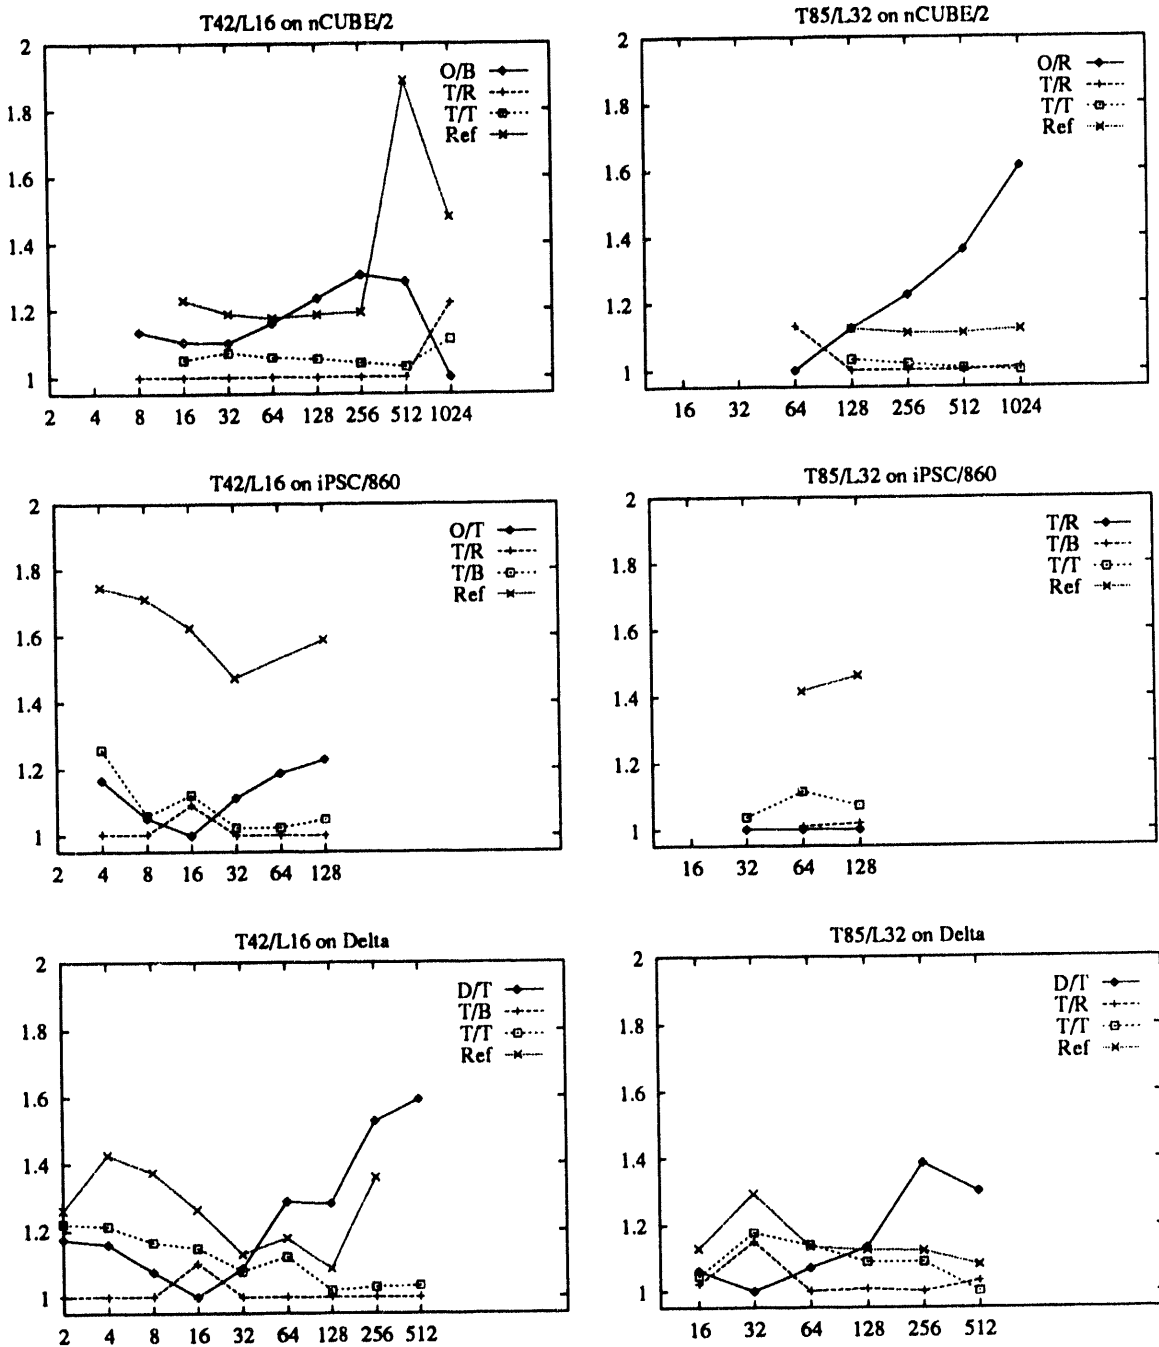 T42/L16 on nCUBE/2
2
1.8
1.6
1.4
1.2
1
O/B
T/R
T/T
Ref
2 4 8 16 32 64 128 256 512 1024
T85/L32 on nCUBE/2
2
1.8
1.6
1.4
1.2
1
O/R
T/R
T/T
Ref
16 32 64 128 256 512 1024
T42/L16 on iPSC/860
2
1.8
1.6
1.4
1.2
1
O/T
T/R
T/B
Ref
2 4 8 16 32 64 128
T85/L32 on iPSC/860
2
1.8
1.6
1.4
1.2
1
T/R
T/B
T/T
Ref
16 32 64 128
T42/L16 on Delta
2
1.8
1.6
1.4
1.2
1
D/T
T/B
T/T
Ref
2 4 8 16 32 64 128 256 512
T85/L32 on Delta
2
1.8
1.6
1.4
1.2
1
D/T
T/R
T/T
Ref
16 32 64 128 256 512